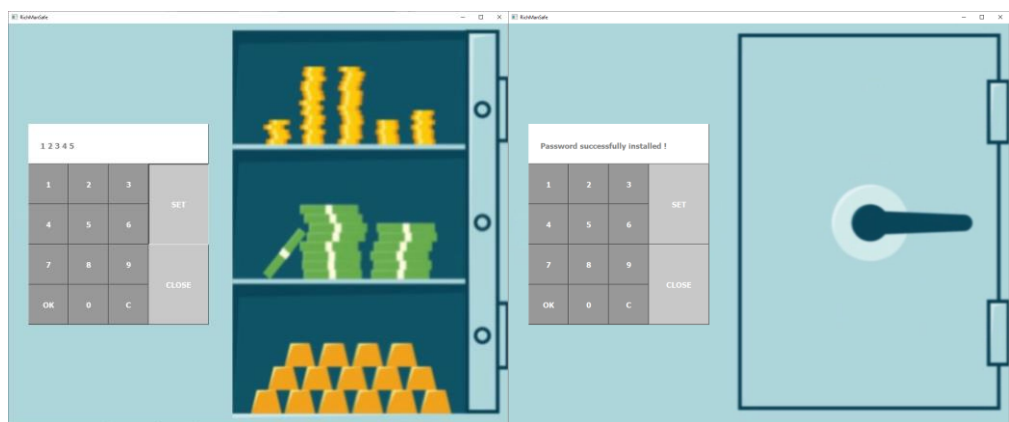 RichManSafe
1 2 3 4 5
1 2 3
SET
4 5 6
7 8 9
CLOSE
OK 0 C
RichManSafe
Password successfully installed !
1 2 3
SET
4 5 6
7 8 9
CLOSE
OK 0 C